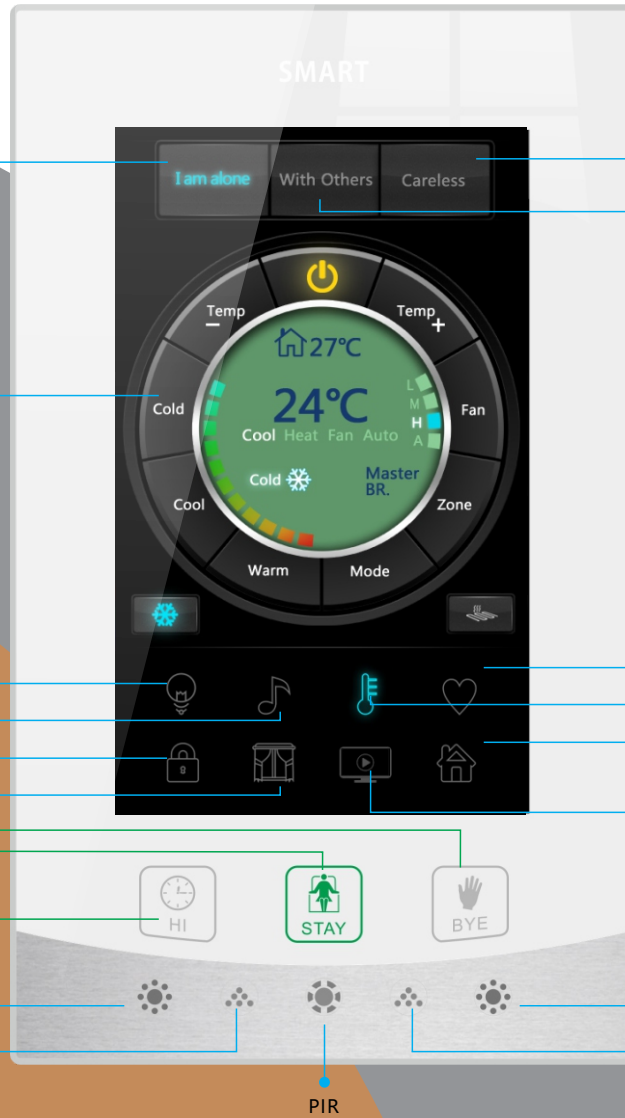 SMART
I am alone
With Others
Careless
Temp
−
Temp
+
27℃
24℃
Cold
Fan
L
M
H
A
Cool Heat Fan Auto
Cold
Master
BR.
Cool
Zone
Warm
Mode
HI
STAY
BYE
PIR